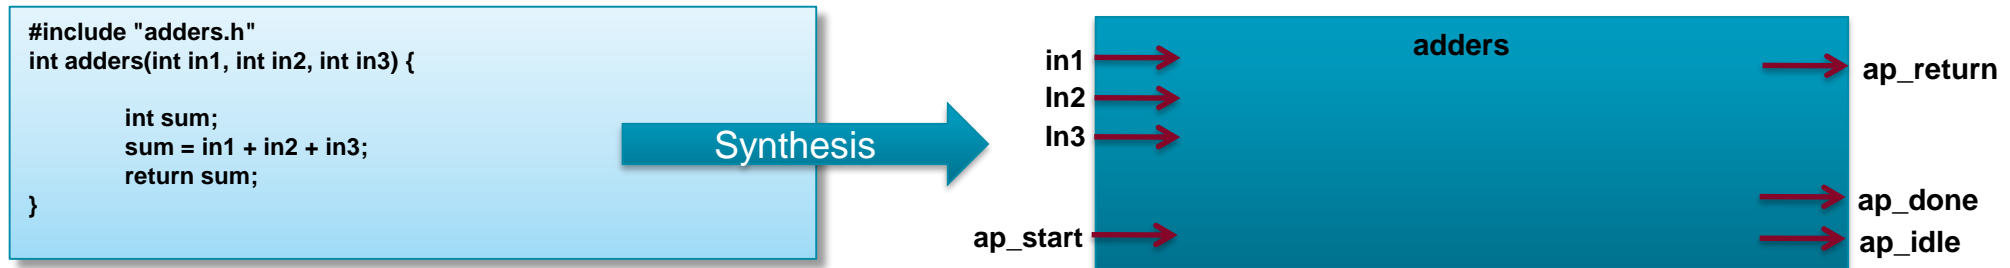 #include "adders.h"
int adders(int in1, int in2, int in3) {
int sum;
sum = in1 + in2 + in3;
return sum;
}
Synthesis
adders
in1
In2
In3
ap_start
ap_return
ap_done
ap_idle